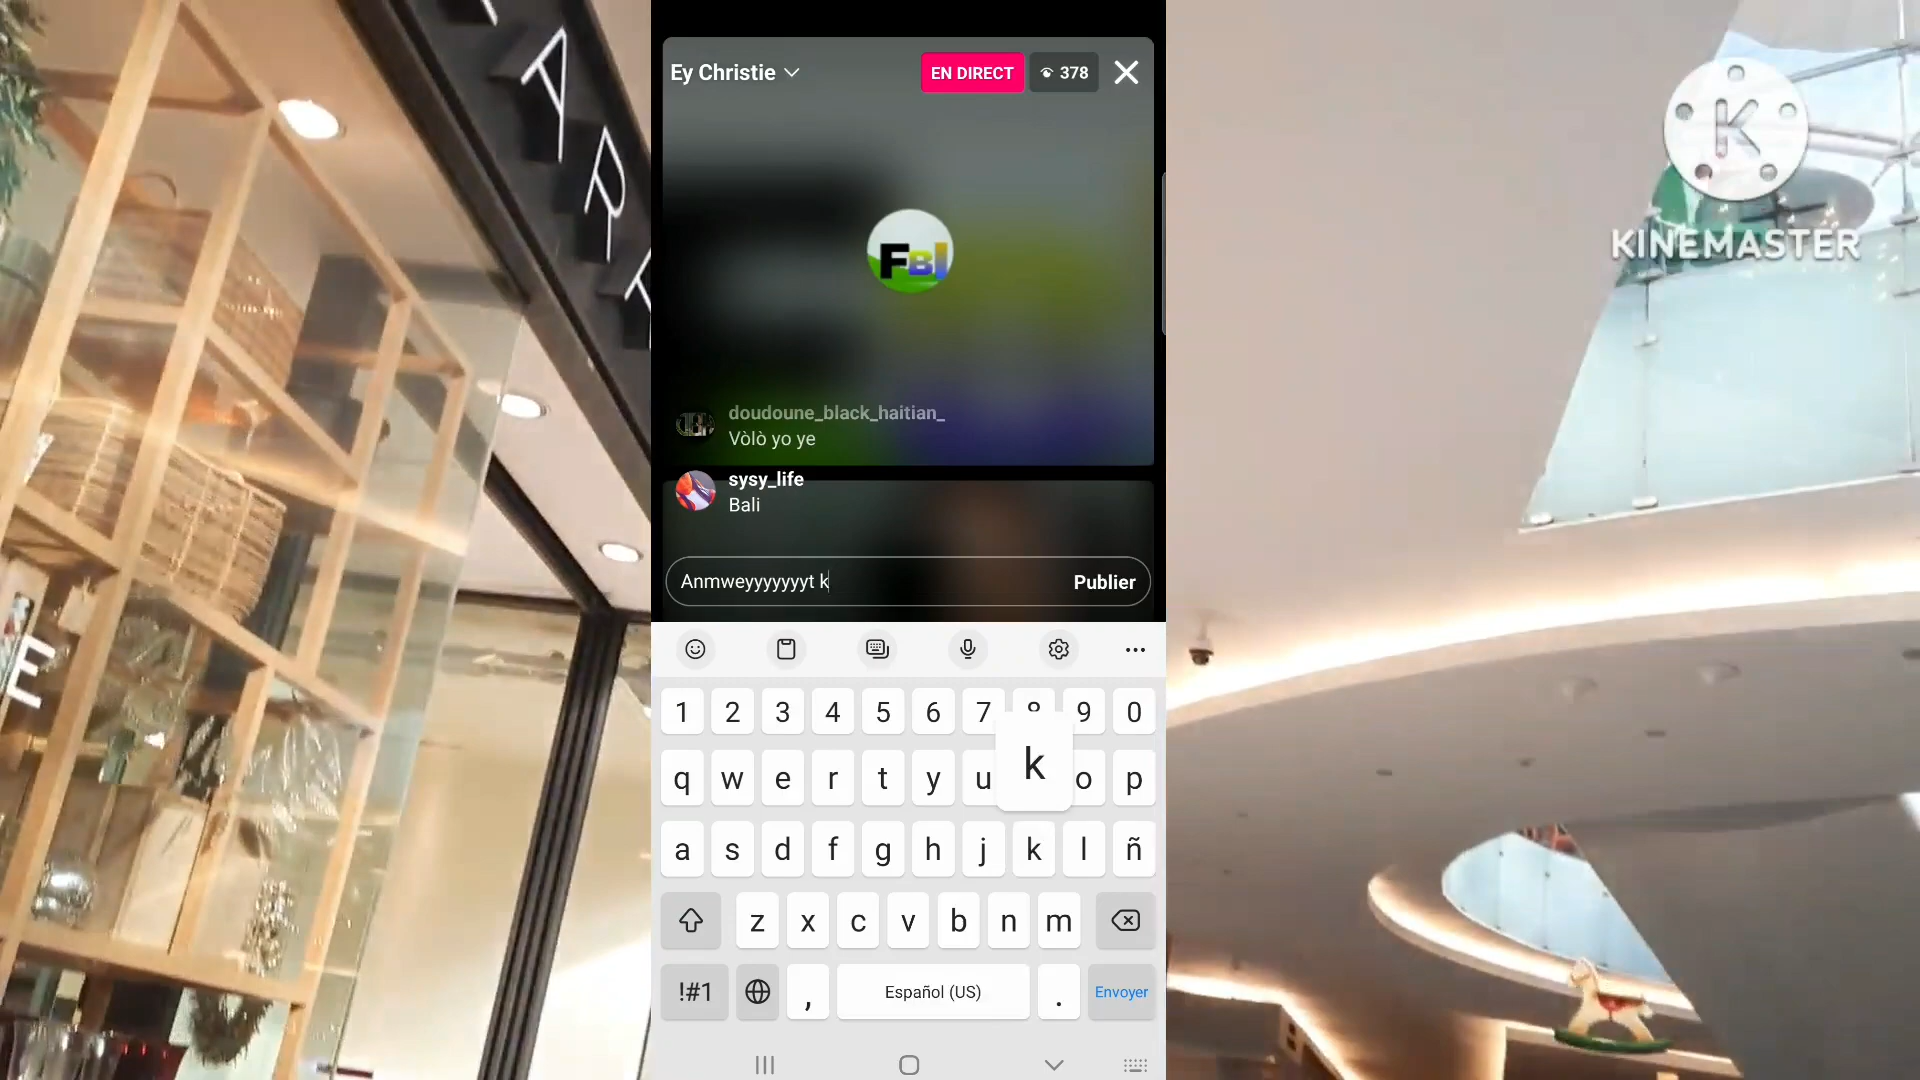 Ey Christie
EN DIRECT
378
FBI
doudoune_black_haitian_
Vòlò yo ye
sysy_life
Bali
Anmweyyyyyyyt k
Publier
1 2 3 4 5 6 7 8 9 0
q w e r t y u k o p
a s d f g h j k l ñ
z x c v b n m
!#1 , Español (US) . Envoyer
K
KINEMASTER
E